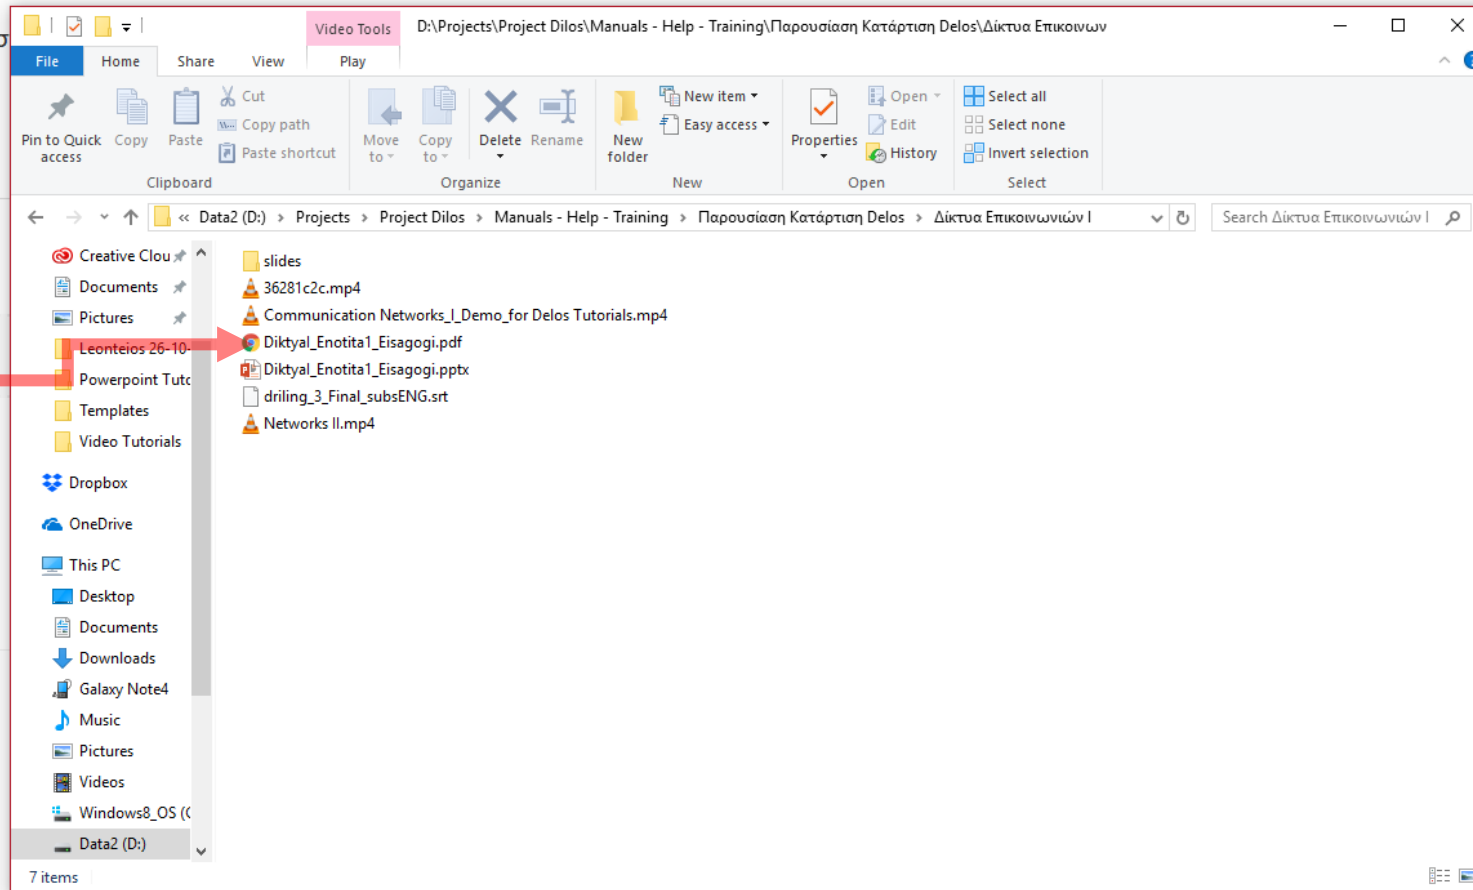 σ
Video Tools
D:\Projects\Project Dilos\Manuals - Help - Training\Παρουσίαση Κατάρτιση Delos\Δίκτυα Επικοινων
File Home Share View Play
Pin to Quick access
Copy
Paste
Cut
Copy path
Paste shortcut
Move to
Copy to
Delete
Rename
New folder
New item
Easy access
Properties
Open
Edit
History
Select all
Select none
Invert selection
Clipboard Organize New Open Select
« Data2 (D:) › Projects › Project Dilos › Manuals - Help - Training › Παρουσίαση Κατάρτιση Delos › Δίκτυα Επικοινωνιών Ι
Search Δίκτυα Επικοινωνιών Ι
Creative Clou
Documents
Pictures
Leonteios 26-10-
Powerpoint Tuto
Templates
Video Tutorials
Dropbox
OneDrive
This PC
Desktop
Documents
Downloads
Galaxy Note4
Music
Pictures
Videos
Windows8_OS (C
Data2 (D:)
slides
36281c2c.mp4
Communication Networks_I_Demo_for Delos Tutorials.mp4
DiktyaI_Enotita1_Eisagogi.pdf
DiktyaI_Enotita1_Eisagogi.pptx
driling_3_Final_subsENG.srt
Networks II.mp4
7 items